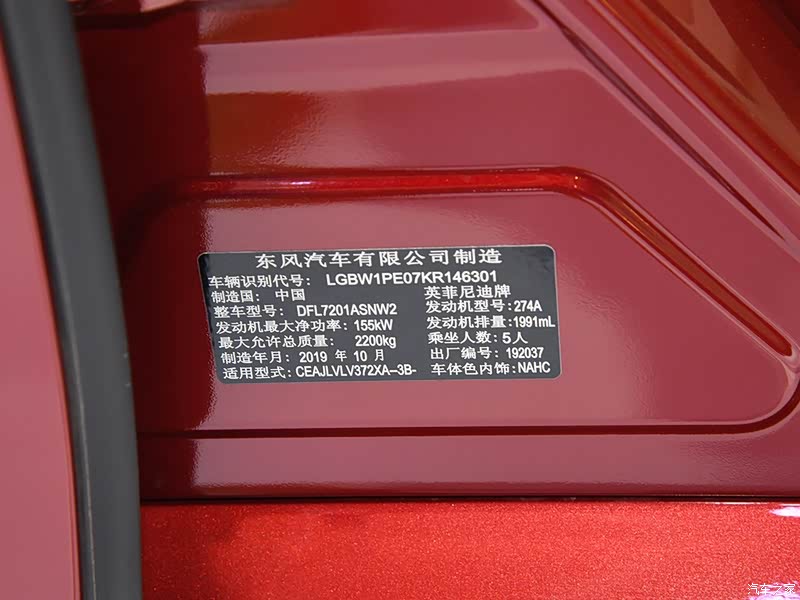 东风汽车有限公司制造
车辆识别代号： LGBW1PE07KR146301
制造国： 中国 英菲尼迪牌
整车型号： DFL7201ASNW2 发动机型号：274A
发动机最大净功率：155kW 发动机排量：1991mL
最大允许总质量： 2200kg 乘坐人数：5人
制造年月：2019 年 10 月 出厂编号：192037
适用型式：CEAJLVLV372XA--3B- 车体色内饰：NAHC
汽车之家